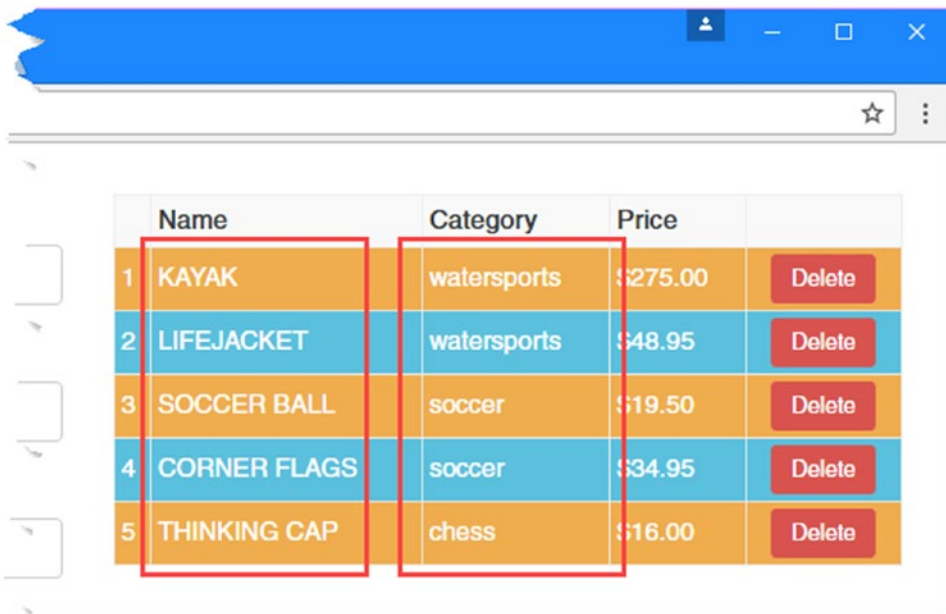 Name Category Price
1 KAYAK watersports $275.00 Delete
2 LIFEJACKET watersports $48.95 Delete
3 SOCCER BALL soccer $19.50 Delete
4 CORNER FLAGS soccer $34.95 Delete
5 THINKING CAP chess $16.00 Delete